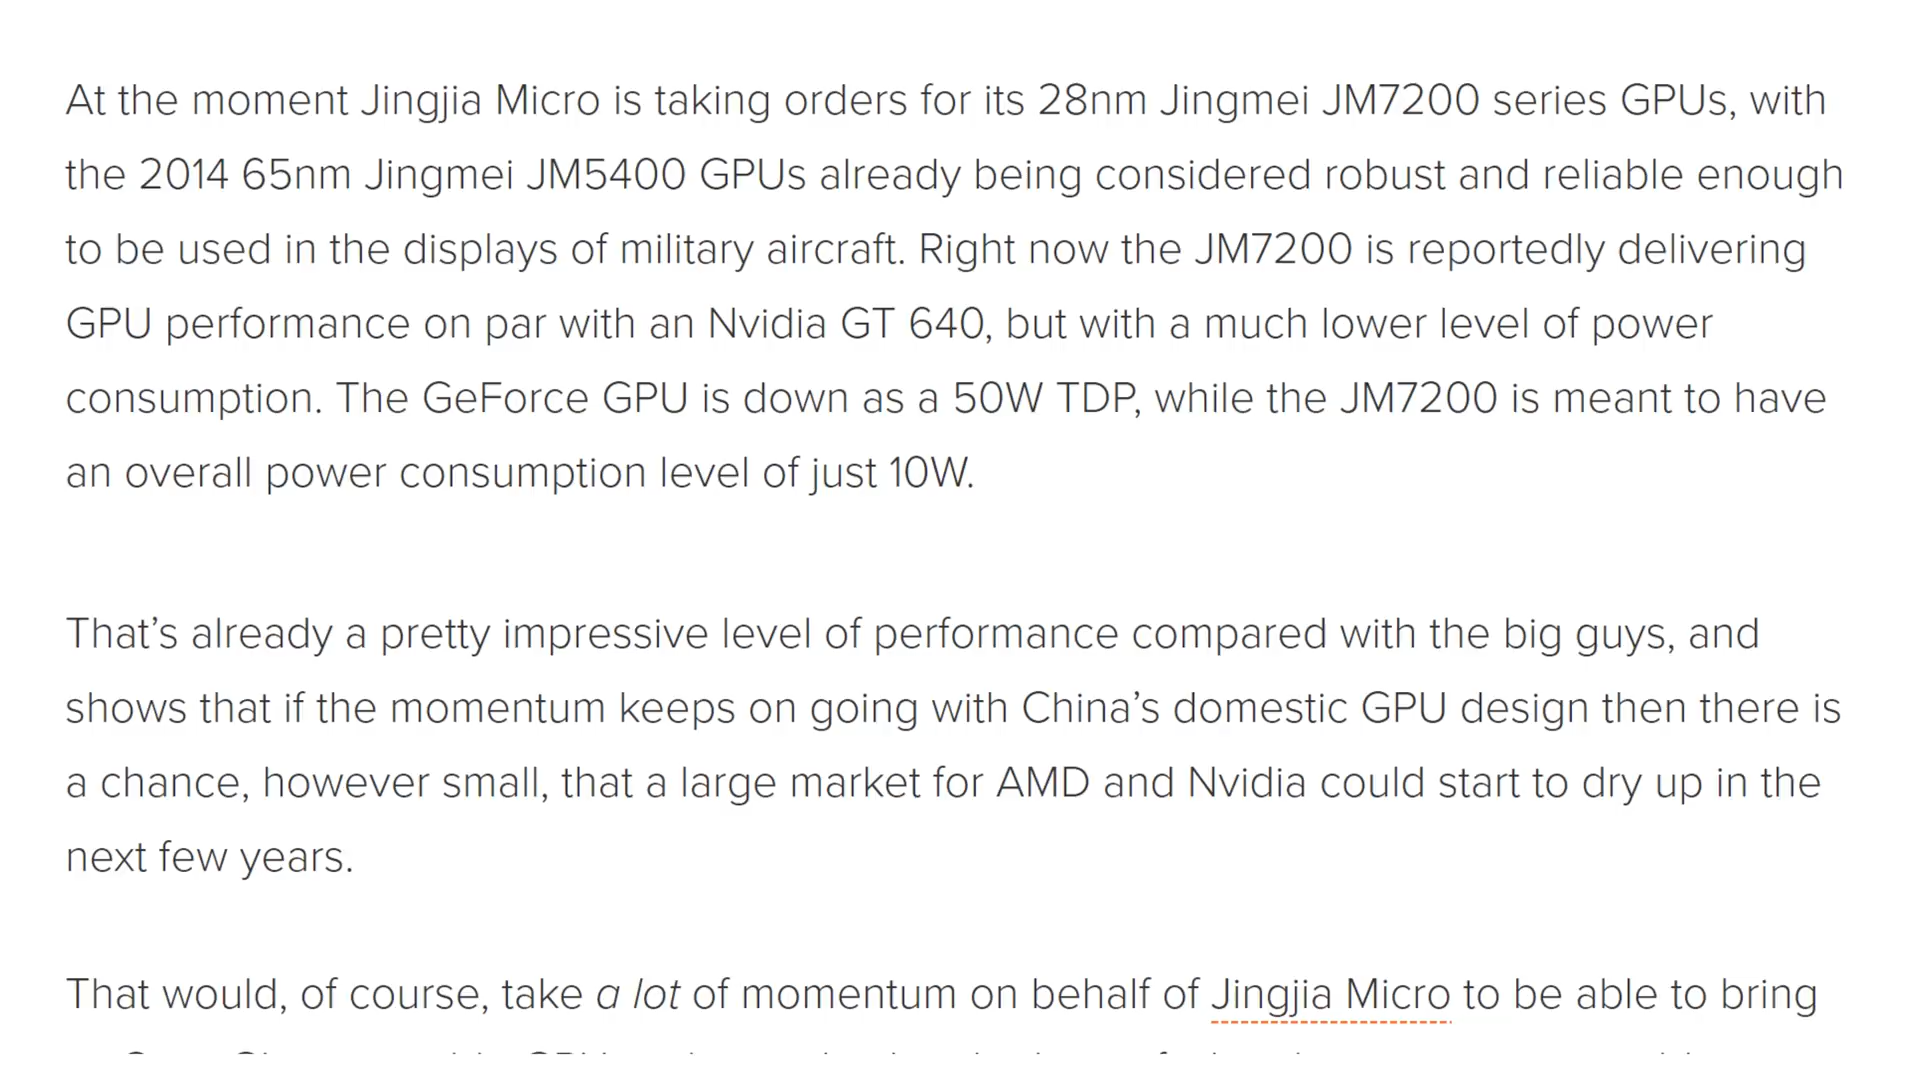 At the moment Jingjia Micro is taking orders for its 28nm Jingmei JM7200 series GPUs, with
the 2014 65nm Jingmei JM5400 GPUs already being considered robust and reliable enough
to be used in the displays of military aircraft. Right now the JM7200 is reportedly delivering
GPU performance on par with an Nvidia GT 640, but with a much lower level of power
consumption. The GeForce GPU is down as a 50W TDP, while the JM7200 is meant to have
an overall power consumption level of just 10W.
That’s already a pretty impressive level of performance compared with the big guys, and
shows that if the momentum keeps on going with China’s domestic GPU design then there is
a chance, however small, that a large market for AMD and Nvidia could start to dry up in the
next few years.
That would, of course, take a lot of momentum on behalf of Jingjia Micro to be able to bring